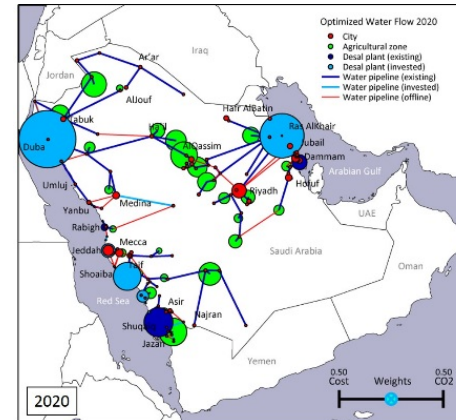 Optimized Water Flow 2020
City
Agricultural zone
Desal plant (existing)
Desal plant (invested)
Water pipeline (existing)
Water pipeline (invested)
Water pipeline (offline)
Iraq
Jordan
Ar'ar
AlJouf
Tabuk
Hafr AlBatin
Ras AlKhair
Duba
Hail
AlQassim
Jubail
Dammam
Arabian Gulf
Umluj
Riyadh
Hofuf
Medina
Yanbu
UAE
Rabigh
Saudi Arabia
Jeddah
Mecca
Oman
Taif
Shoaiba
Red Sea
Asir
Najran
Shuqaiq
Jazan
Yemen
2020
0.50
Cost
Weights
0.50
CO2